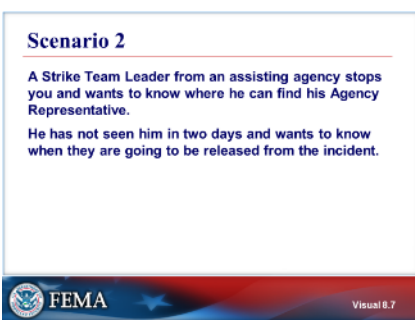 Scenario 2
A Strike Team Leader from an assisting agency stops
you and wants to know where he can find his Agency
Representative.
He has not seen him in two days and wants to know
when they are going to be released from the incident.
FEMA
Visual 8.7